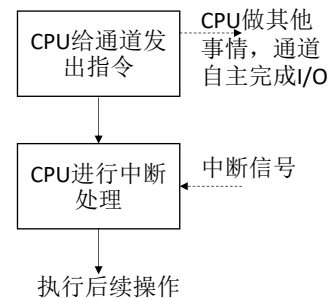 CPU给通道发
出指令
CPU做其他
事情，通道
自主完成I/O
CPU进行中断
处理
中断信号
执行后续操作